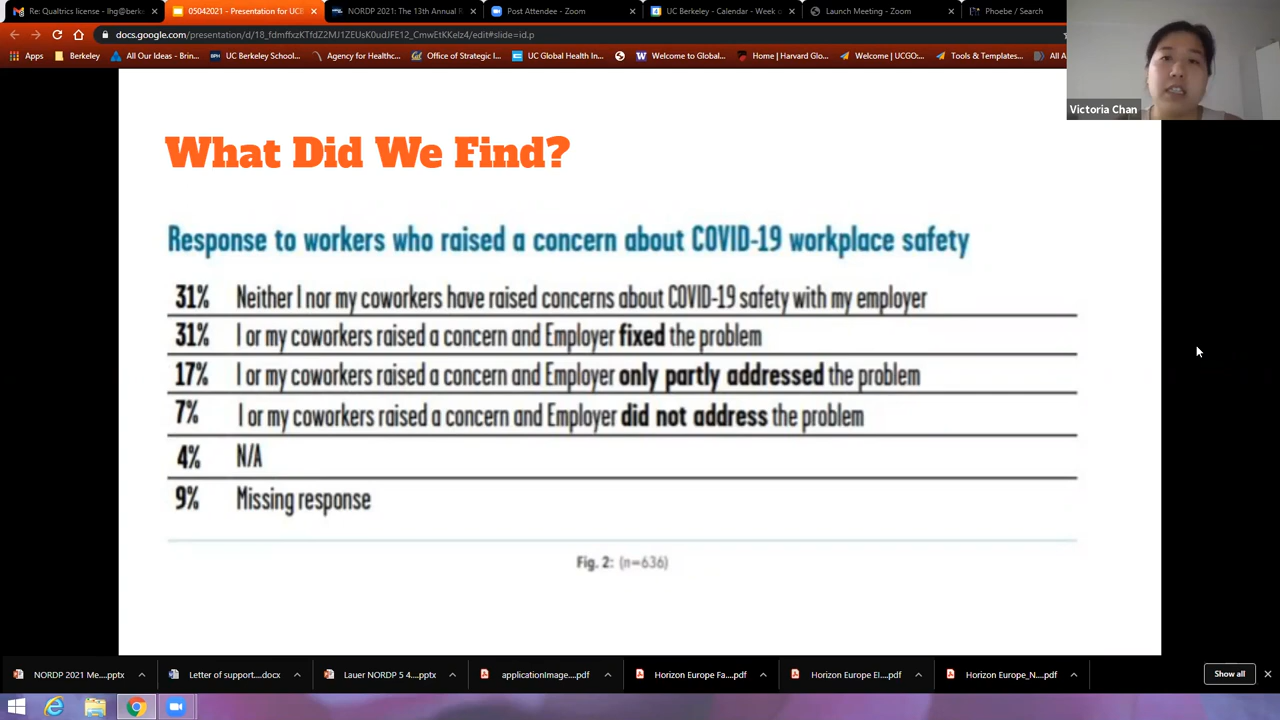 Re: Qualtrics license - lhg@berk
05042021 - Presentation for UCB
NORDP 2021: The 13th Annual
Post Attendee - Zoom
UC Berkeley - Calendar - Week o
Launch Meeting - Zoom
Phoebe / Search
docs.google.com/presentation/d/18_fdmffxzKTfdZ2MJ1ZEUsK0udJFE12_CmwEtKKelz4/edit#slide=id.p
Apps
Berkeley
All Our Ideas - Brin...
UC Berkeley School...
Agency for Healthc...
Office of Strategic I...
UC Global Health In...
Welcome to Global...
Home | Harvard Glo...
Welcome | UCGO:...
Tools & Templates...
All A
Victoria Chan
What Did We Find?
Response to workers who raised a concern about COVID-19 workplace safety
31% Neither I nor my coworkers have raised concerns about COVID-19 safety with my employer
31% I or my coworkers raised a concern and Employer fixed the problem
17% I or my coworkers raised a concern and Employer only partly addressed the problem
7% I or my coworkers raised a concern and Employer did not address the problem
4% N/A
9% Missing response
Fig. 2: (n=636)
NORDP 2021 Me....pptx
Letter of support....docx
Lauer NORDP 5 4....pptx
applicationImage....pdf
Horizon Europe Fa....pdf
Horizon Europe EI....pdf
Horizon Europe_N....pdf
Show all